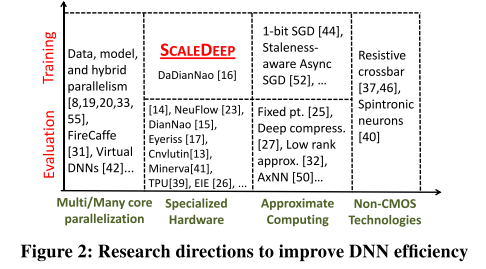 Training
Evaluation
Data, model,
and hybrid
parallelism
[8,19,20,33,
55],
FireCaffe
[31], Virtual
DNNs [42]...
SCALEDEEP
DaDianNao [16]
[14], NeuFlow [23],
DianNao [15],
Eyeriss [17],
Cnvlutin[13],
Minerva[41],
TPU[39], EIE [26], ...
1-bit SGD [44],
Staleness-
aware Async
SGD [52], ...
Fixed pt. [25],
Deep compress.
[27], Low rank
approx. [32],
AxNN [50]...
Resistive
crossbar
[37,46],
Spintronic
neurons
[40]
Multi/Many core
parallelization
Specialized
Hardware
Approximate
Computing
Non-CMOS
Technologies
Figure 2: Research directions to improve DNN efficiency